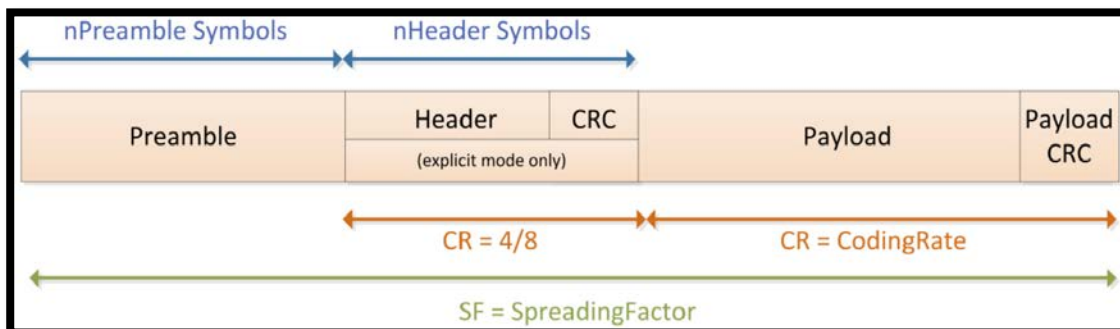 nPreamble Symbols
nHeader Symbols
Preamble
Header
CRC
(explicit mode only)
Payload
Payload
CRC
CR = 4/8
CR = CodingRate
SF = SpreadingFactor